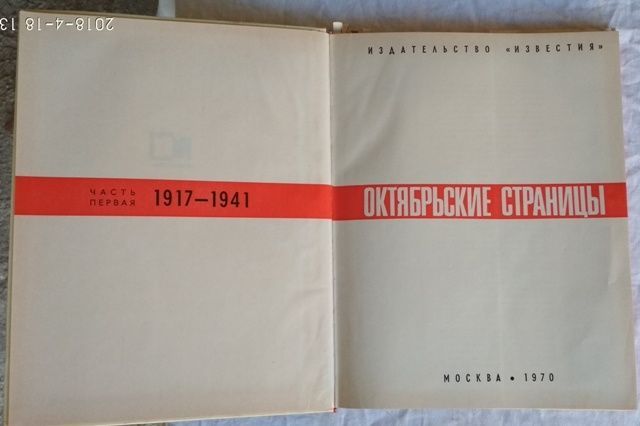 2018-4-18 13
ЧАСТЬ
ПЕРВАЯ
1917—1941
ИЗДАТЕЛЬСТВО «ИЗВЕСТИЯ»
ОКТЯБРЬСКИЕ СТРАНИЦЫ
МОСКВА • 1970